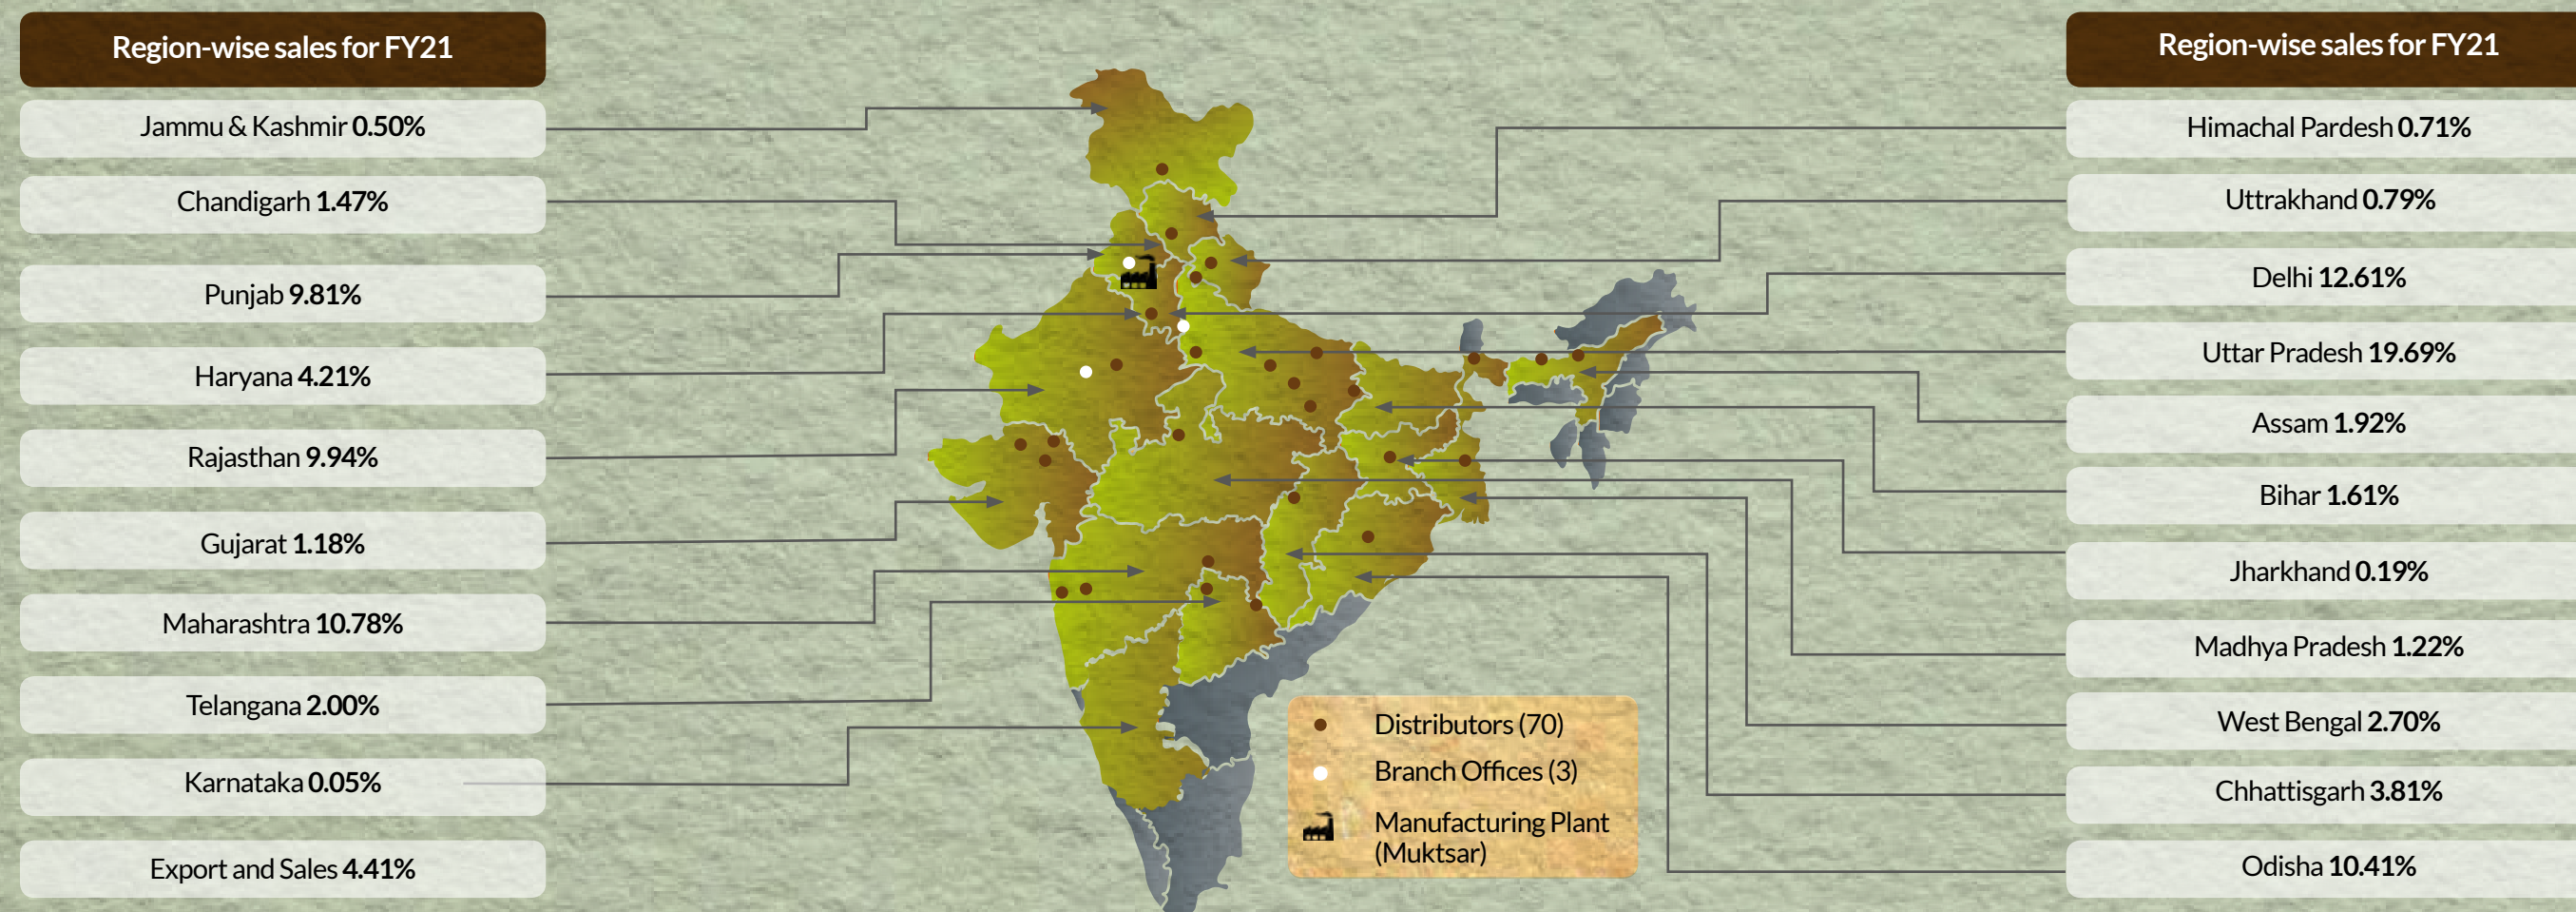 Region-wise sales for FY21
Jammu & Kashmir 0.50%
Chandigarh 1.47%
Punjab 9.81%
Haryana 4.21%
Rajasthan 9.94%
Gujarat 1.18%
Maharashtra 10.78%
Telangana 2.00%
Karnataka 0.05%
Export and Sales 4.41%
Distributors (70)
Branch Offices (3)
Manufacturing Plant
(Muktsar)
Region-wise sales for FY21
Himachal Pardesh 0.71%
Uttrakhand 0.79%
Delhi 12.61%
Uttar Pradesh 19.69%
Assam 1.92%
Bihar 1.61%
Jharkhand 0.19%
Madhya Pradesh 1.22%
West Bengal 2.70%
Chhattisgarh 3.81%
Odisha 10.41%